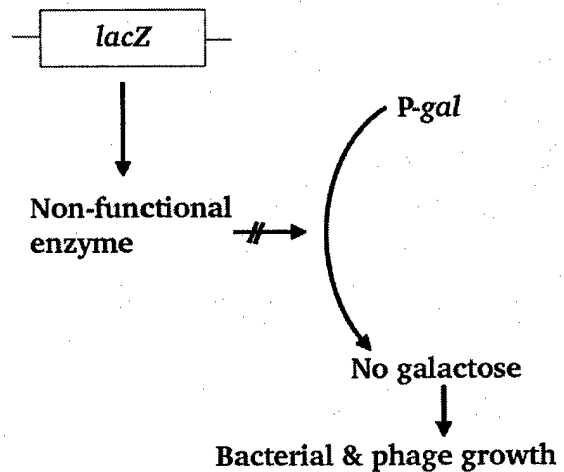 lacZ
P-gal
Non-functional
enzyme
No galactose
Bacterial & phage growth